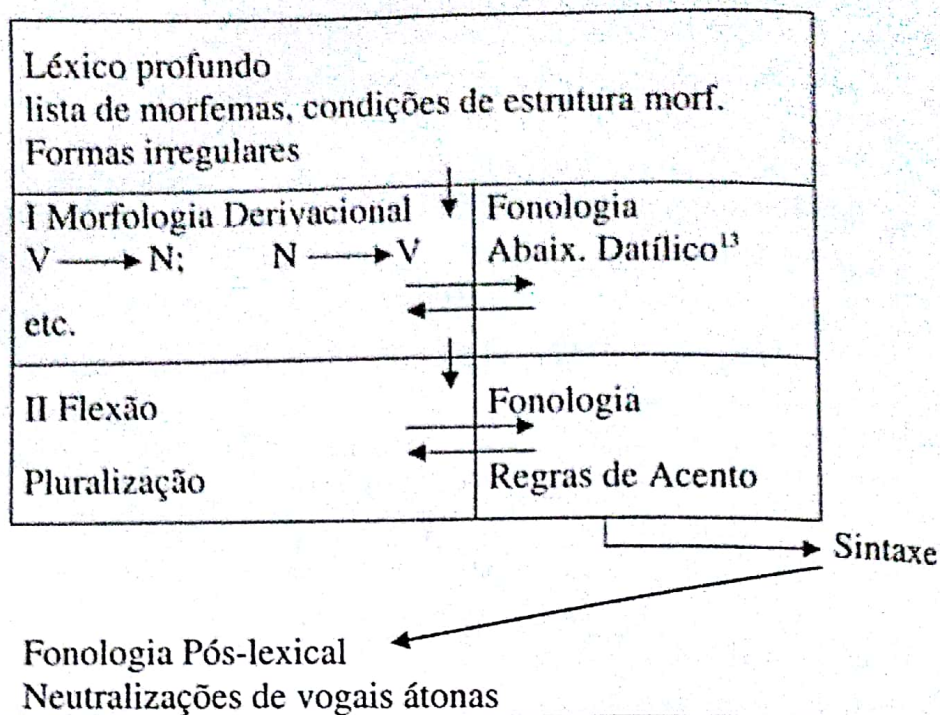 Léxico profundo
lista de morfemas, condições de estrutura morf.
Formas irregulares
I Morfologia Derivacional
V → N; N → V
etc.
Fonologia
Abaix. Datílico¹³
II Flexão
Pluralização
Fonologia
Regras de Acento
Sintaxe
Fonologia Pós-lexical
Neutralizações de vogais átonas